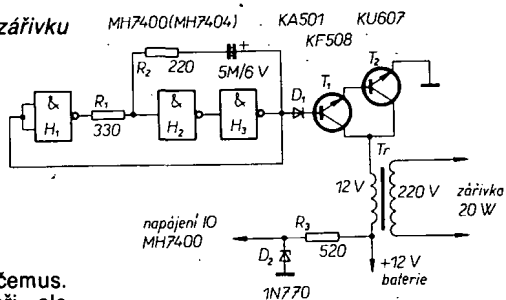 zářivku
MH7400(MH7404)
KA501
KU607
KF508
R2
220
5M/6 V
+
&
H1
R1
330
&
H2
&
H3
D1
T1
T2
Tr
12 V
220 V
zářivka
20 W
napájení IO
MH7400
R3
520
D2
1N770
+12 V
baterie
čemus.